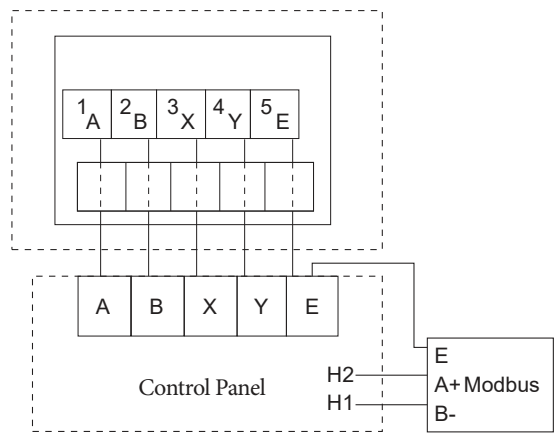 1A 2B 3X 4Y 5E
A B X Y E
Control Panel
H2
H1
E
A+ Modbus
B-